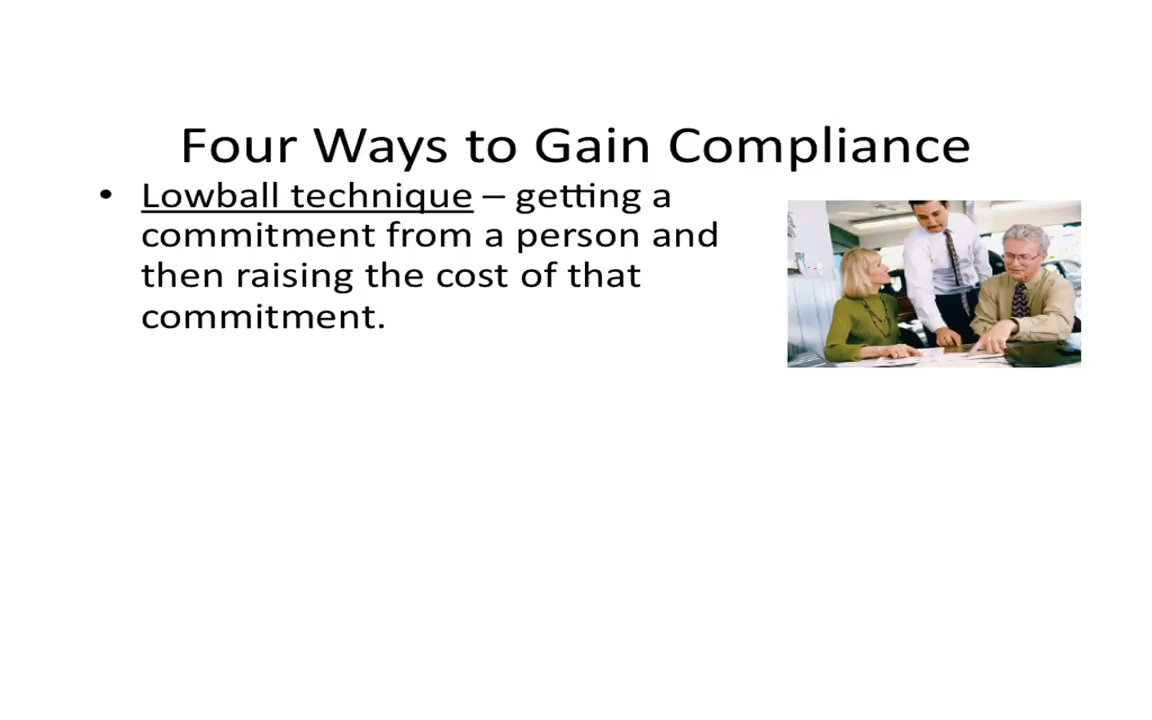 Four Ways to Gain Compliance
• Lowball technique – getting a
commitment from a person and
then raising the cost of that
commitment.